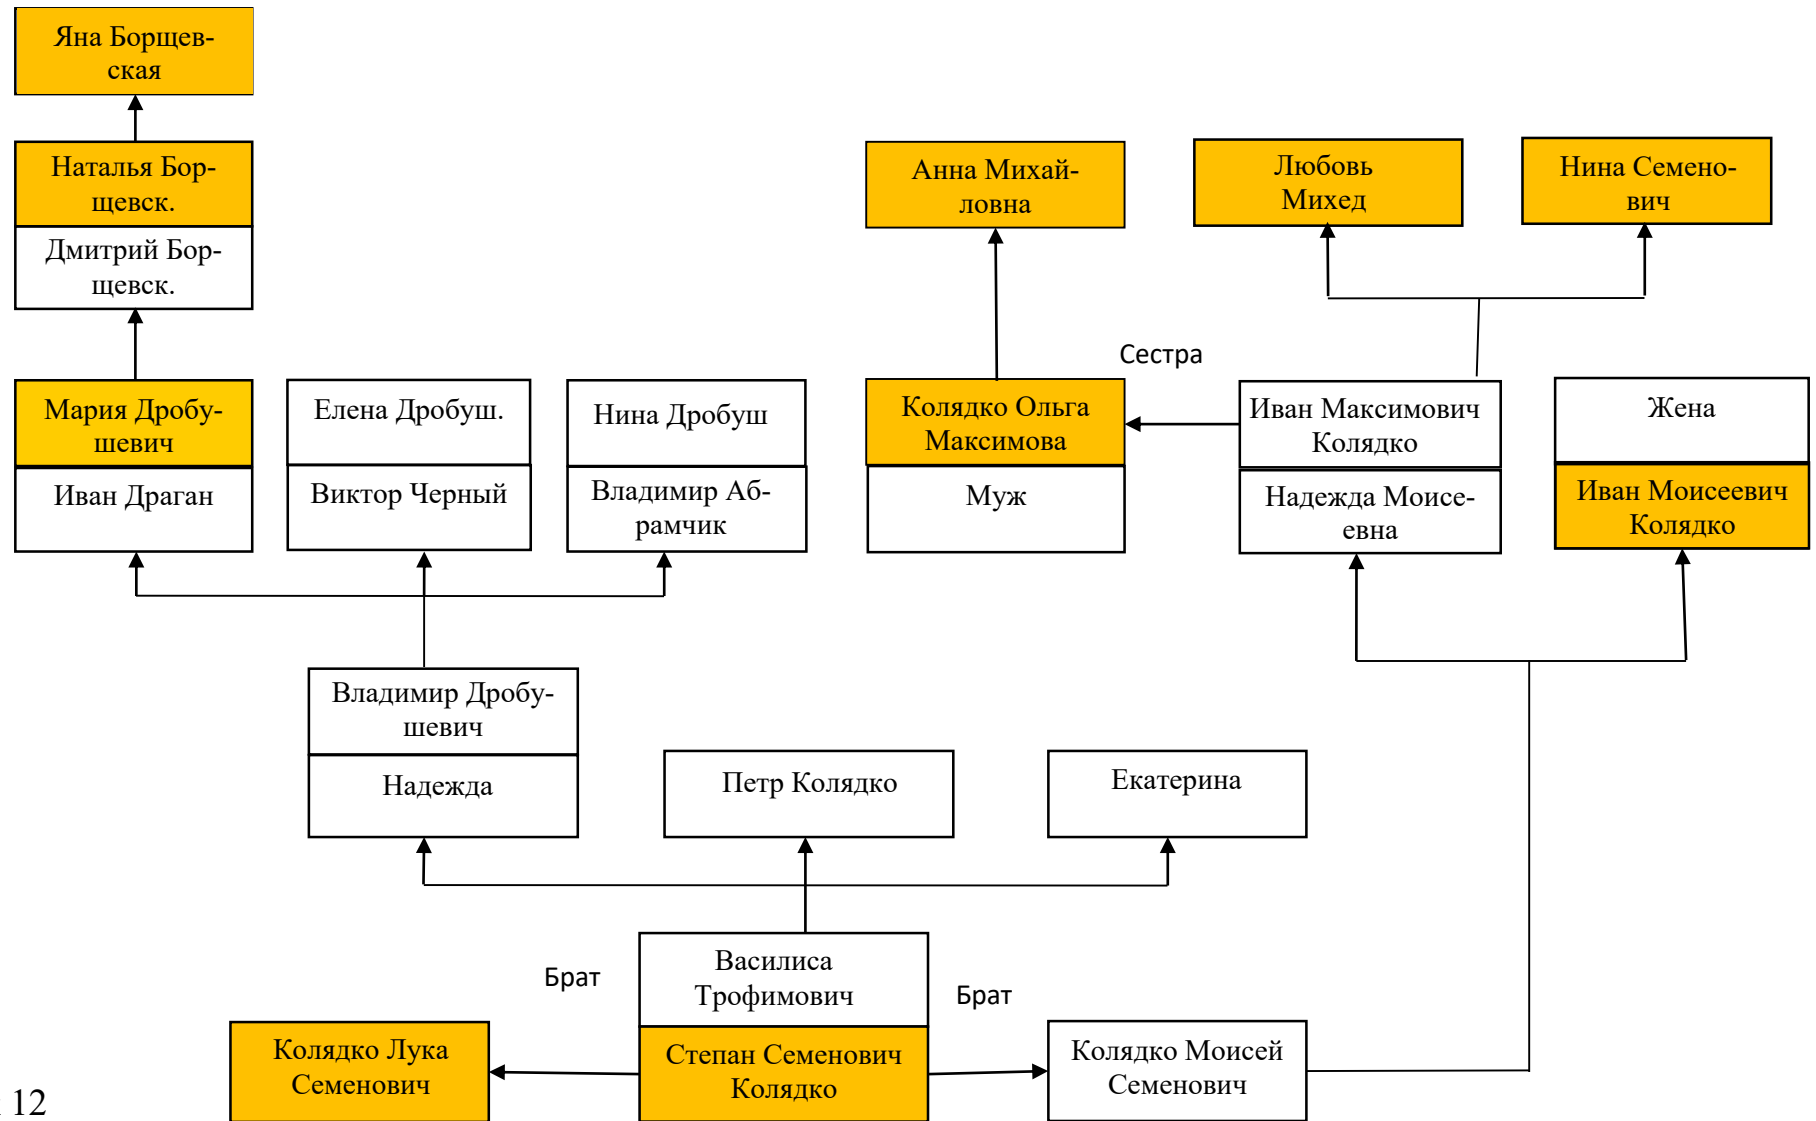 Яна Борщев-
ская
Наталья Бор-
щевск.
Дмитрий Бор-
щевск.
Анна Михай-
ловна
Любовь
Михед
Нина Семено-
вич
Сестра
Мария Дробу-
шевич
Иван Драган
Елена Дробуш.
Виктор Черный
Нина Дробуш
Владимир Аб-
рамчик
Колядко Ольга
Максимова
Муж
Иван Максимович
Колядко
Надежда Моисе-
евна
Жена
Иван Моисеевич
Колядко
Владимир Дробу-
шевич
Надежда
Петр Колядко
Екатерина
Брат
Василиса
Трофимович
Брат
Колядко Лука
Семенович
Степан Семенович
Колядко
Колядко Моисей
Семенович
12